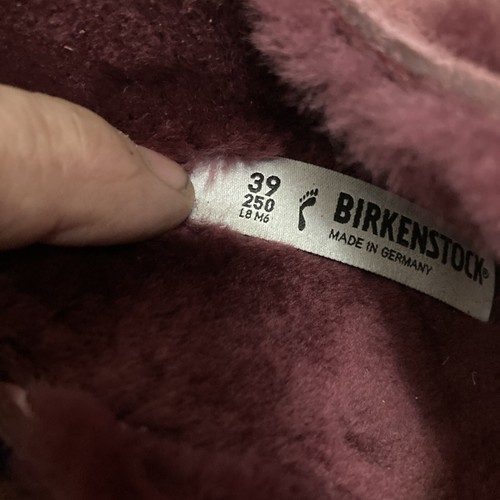 39
250
L8 M6
BIRKENSTOCK®
MADE IN GERMANY